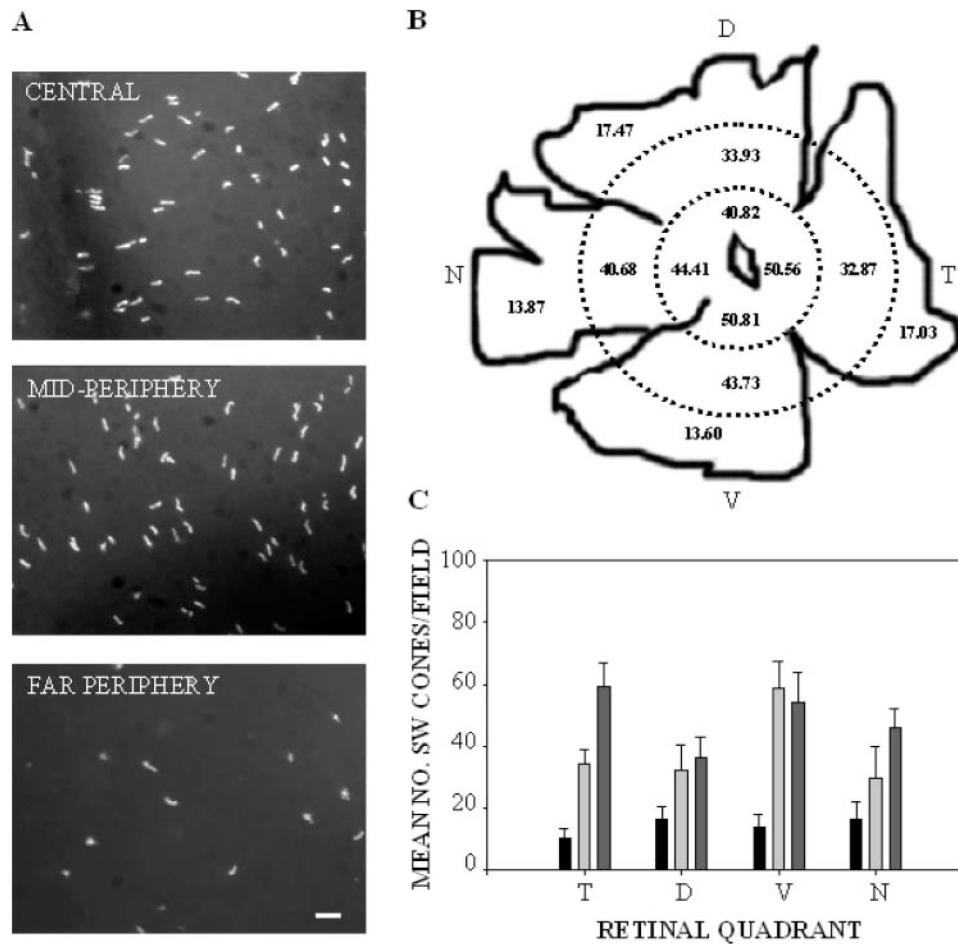 A
CENTRAL
MID-PERIPHERY
FAR PERIPHERY
B
D
17.47
33.93
40.82
N
40.68
44.41
50.56
32.87
T
13.87
50.81
17.03
43.73
13.60
V
C
MEAN NO. SW CONES/FIELD
100
80
60
40
20
0
T
D
V
N
RETINAL QUADRANT